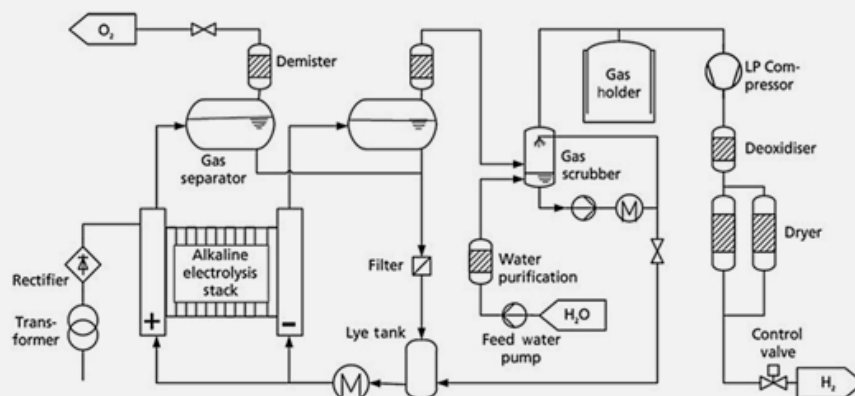 O₂
Demister
Gas
separator
LP Com-
pressor
Gas
holder
Deoxidiser
Gas
scrubber
Dryer
Alkaline
electrolysis
stack
Rectifier
Trans-
former
+
-
Filter
Water
purification
Lye tank
M
M
Feed water
pump
H₂O
Control
valve
H₂